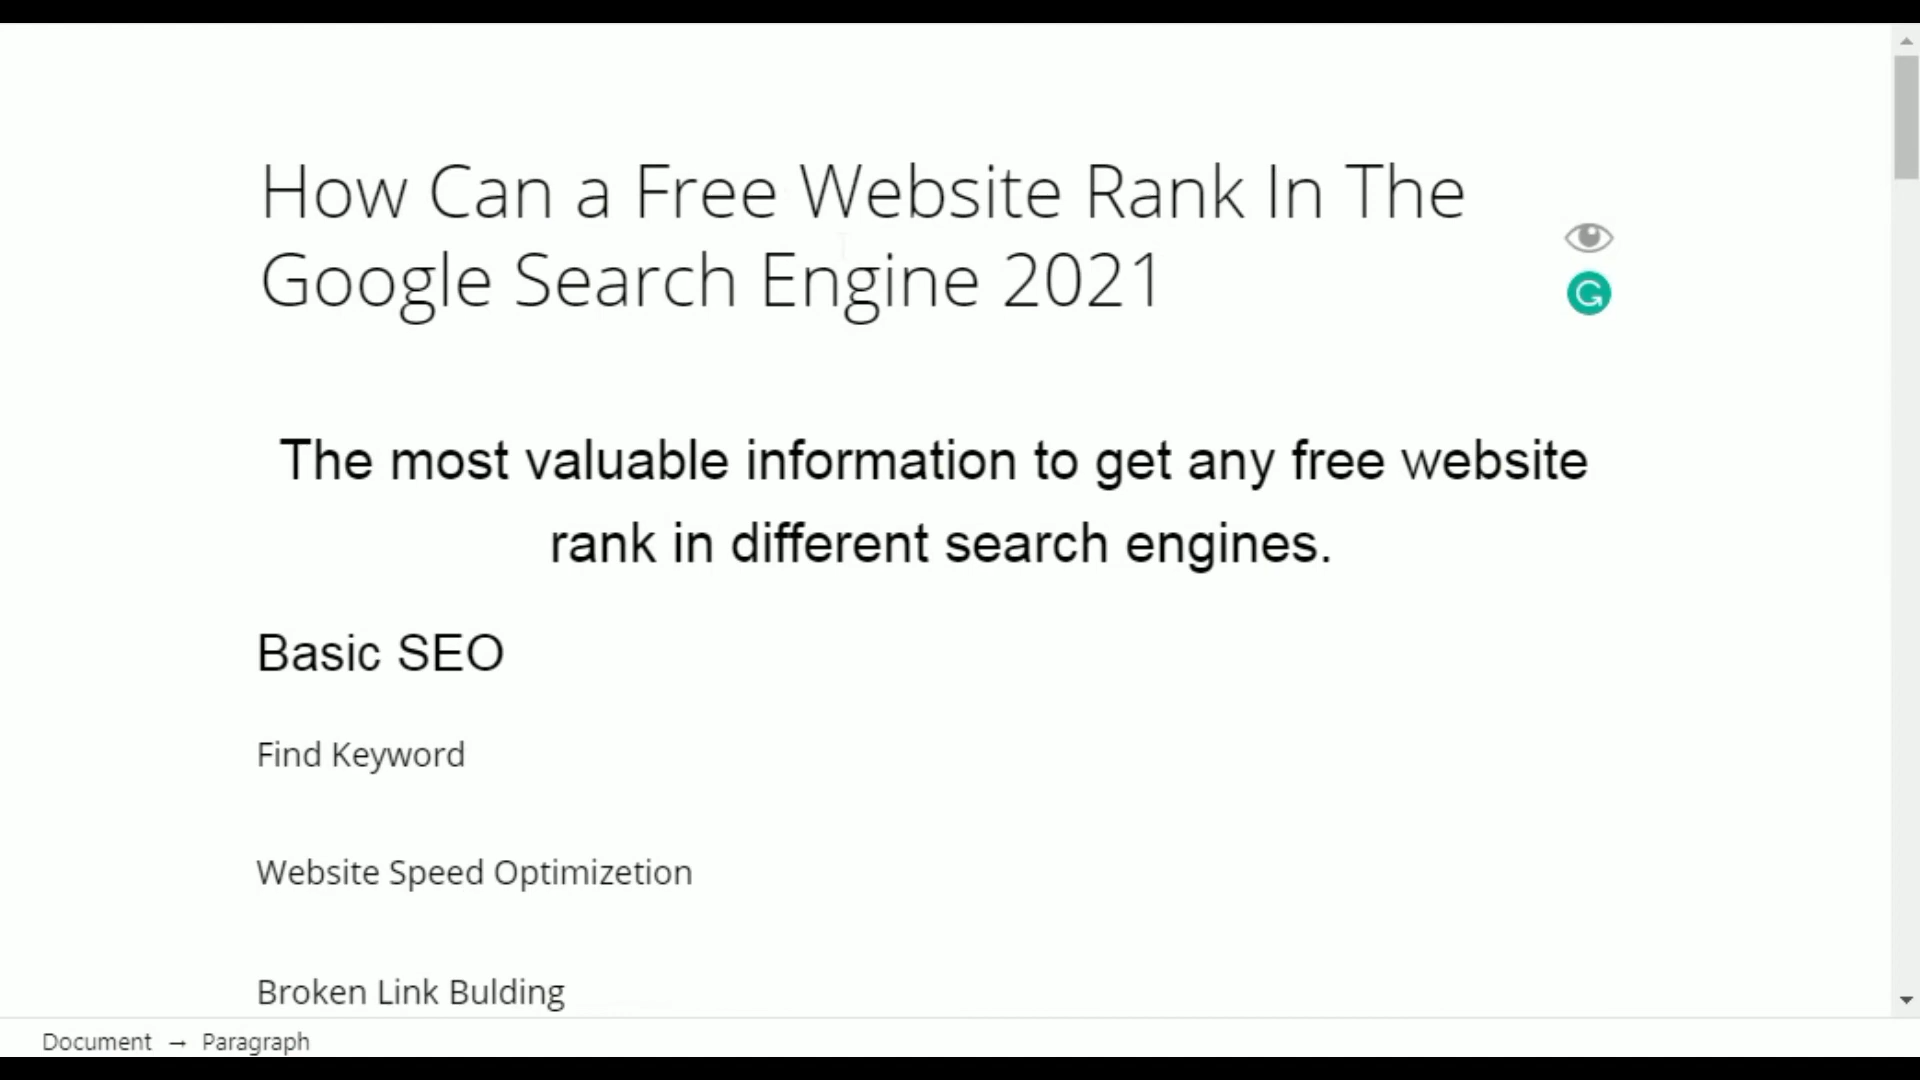 How Can a Free Website Rank In The
Google Search Engine 2021
The most valuable information to get any free website
rank in different search engines.
Basic SEO
Find Keyword
Website Speed Optimizetion
Broken Link Bulding
Document → Paragraph